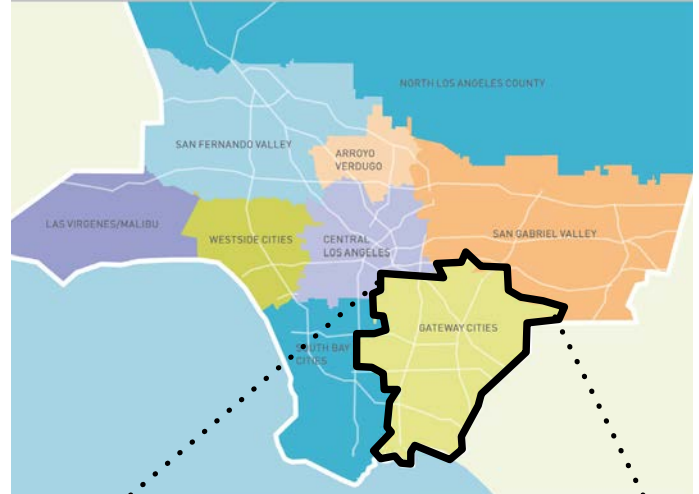 NORTH LOS ANGELES COUNTY
SAN FERNANDO VALLEY
ARROYO
VERDUGO
LAS VIRGENES/MALIBU
WESTSIDE CITIES
CENTRAL
LOS ANGELES
SAN GABRIEL VALLEY
GATEWAY CITIES
SOUTH BAY
CITIES